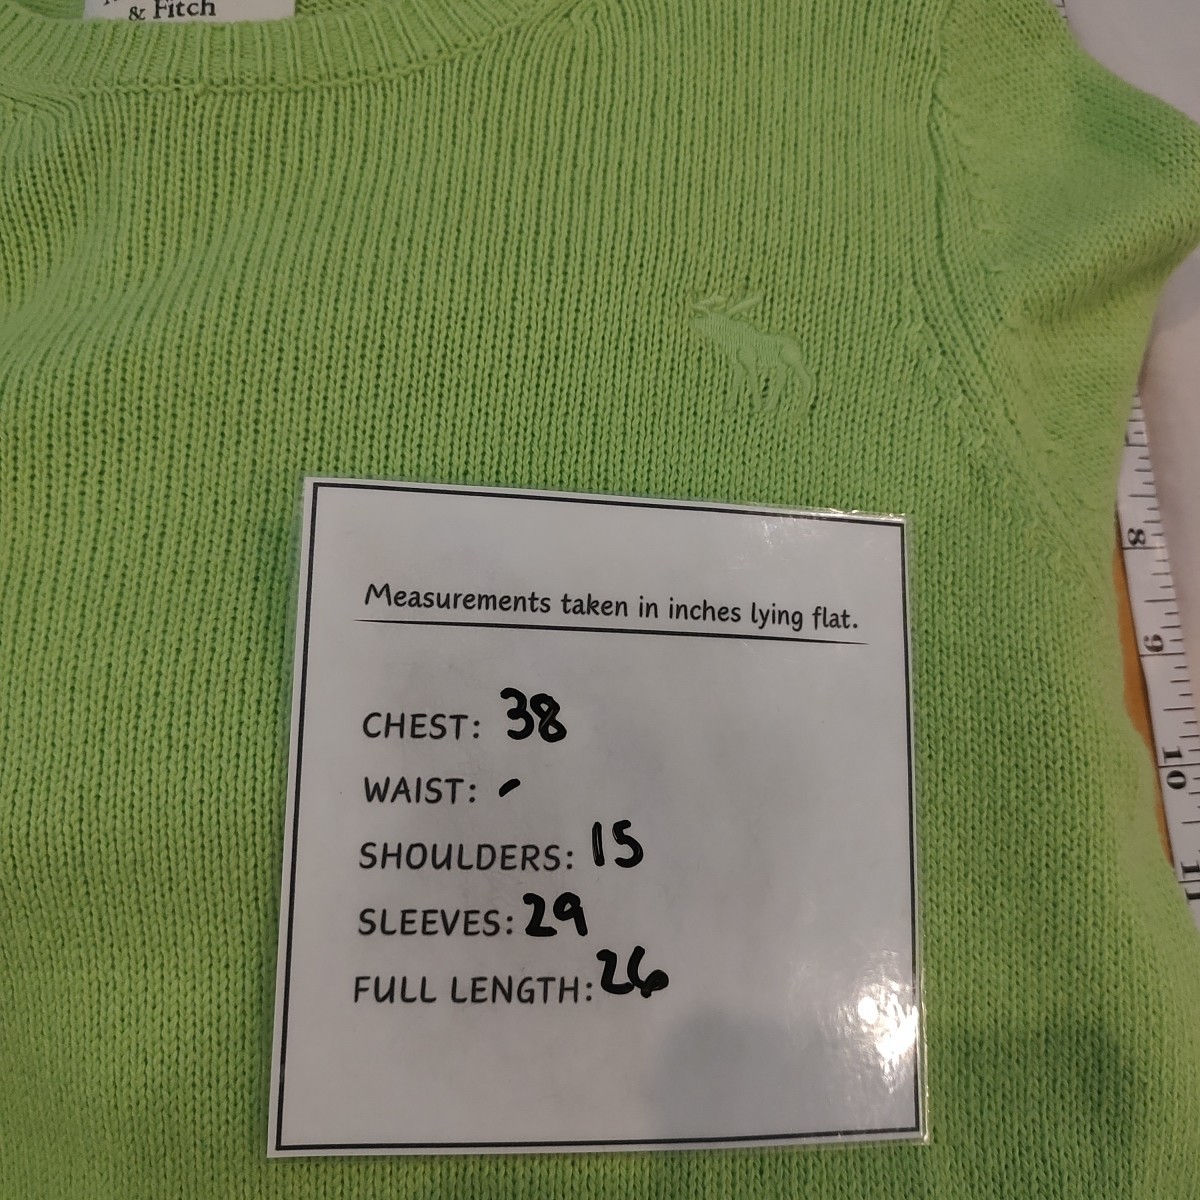 & Fitch
Measurements taken in inches lying flat.
CHEST: 38
WAIST: -
SHOULDERS: 15
SLEEVES: 29
FULL LENGTH: 26
8
9
10
11